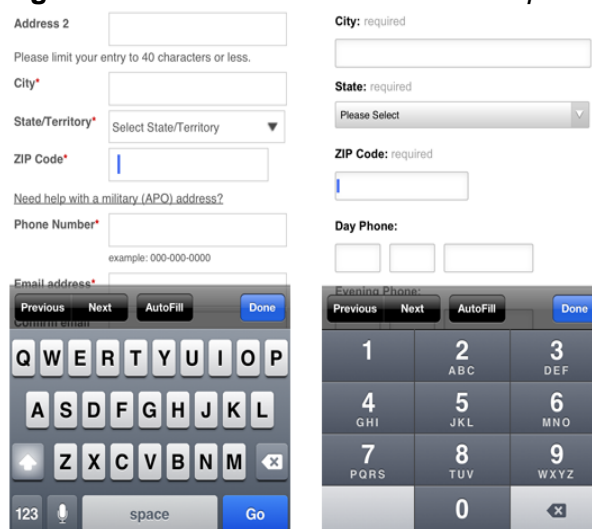 Address 2
Please limit your entry to 40 characters or less.
City*
State/Territory* Select State/Territory
ZIP Code*
Need help with a military (APO) address?
Phone Number*
example: 000-000-0000
Email address*
Previous Next AutoFill Done
Confirm email
Q W E R T Y U I O P
A S D F G H J K L
Z X C V B N M
123 space Go
City: required
State: required
Please Select
ZIP Code: required
Day Phone:
Evening Phone:
Previous Next AutoFill Done
1 2 3
ABC DEF
4 5 6
GHI JKL MNO
7 8 9
PQRS TUV WXYZ
0